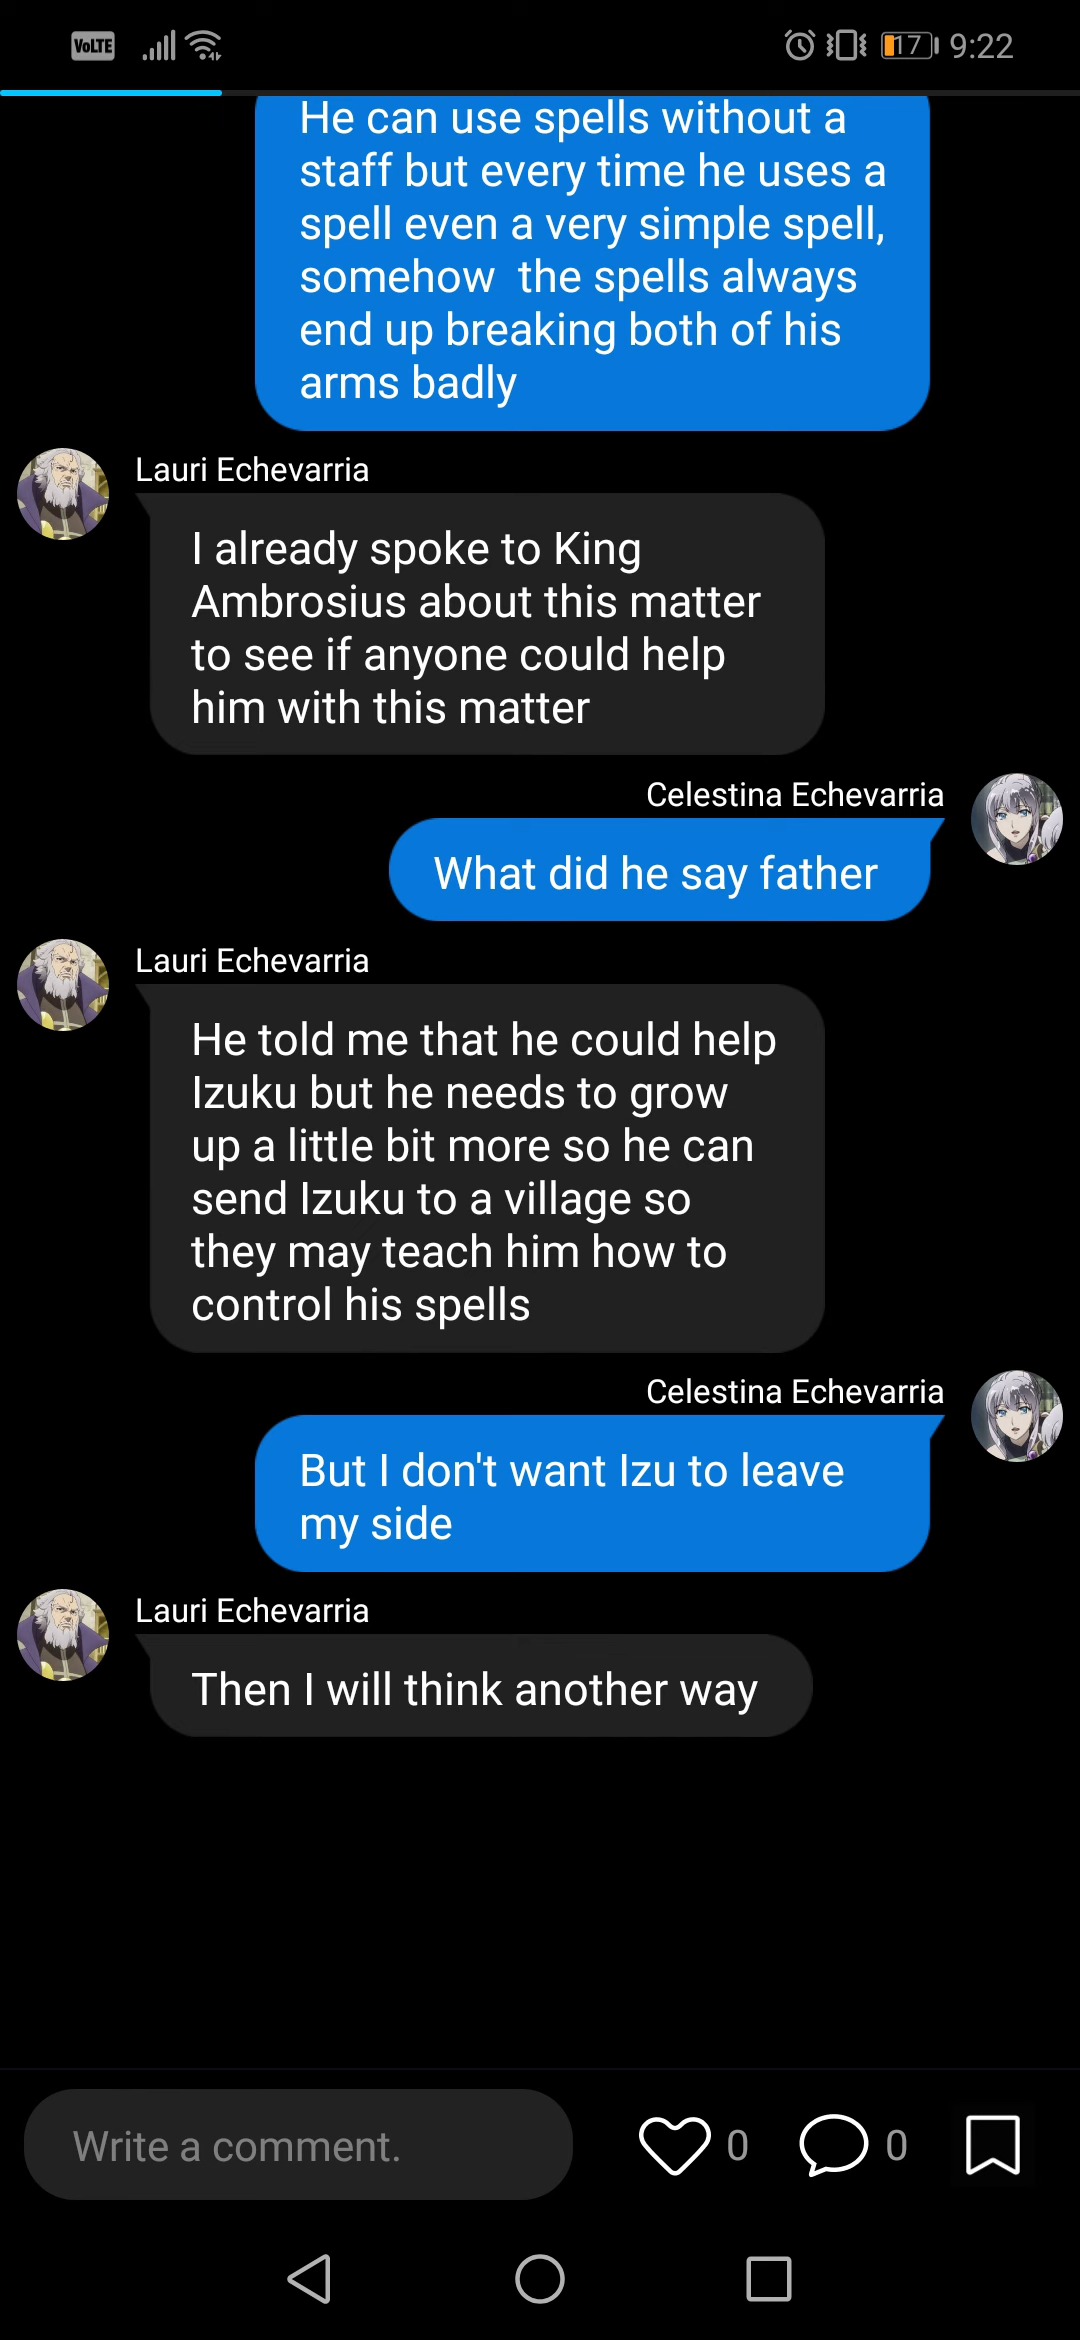 VoLTE 17 9:22
He can use spells without a
staff but every time he uses a
spell even a very simple spell,
somehow  the spells always
end up breaking both of his
arms badly
Lauri Echevarria
I already spoke to King
Ambrosius about this matter
to see if anyone could help
him with this matter
Celestina Echevarria
What did he say father
Lauri Echevarria
He told me that he could help
Izuku but he needs to grow
up a little bit more so he can
send Izuku to a village so
they may teach him how to
control his spells
Celestina Echevarria
But I don't want Izu to leave
my side
Lauri Echevarria
Then I will think another way
Write a comment. 0 0